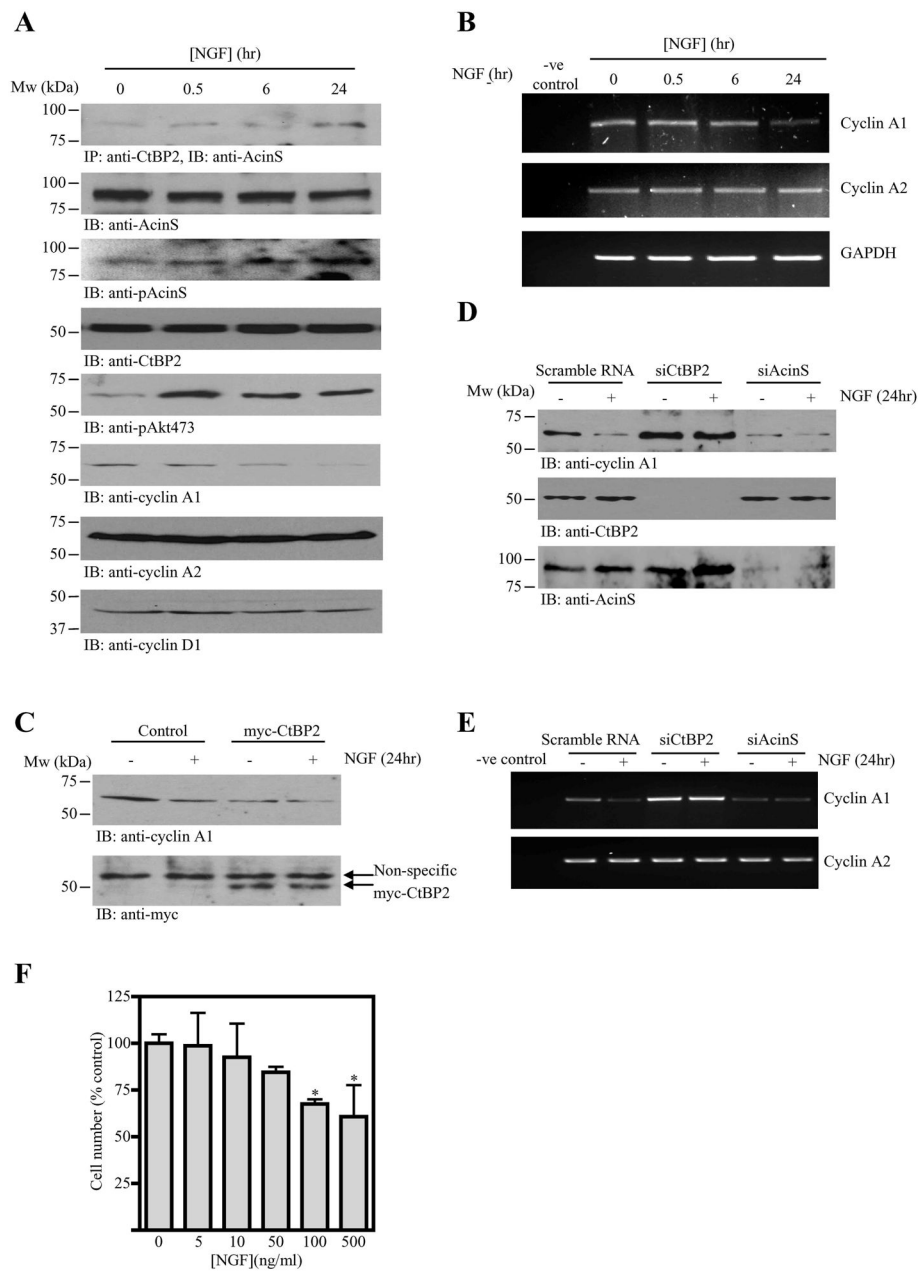 A
[NGF] (hr)
Mw (kDa) 0 0.5 6 24
100
75
IP: anti-CtBP2, IB: anti-AcinS
100
75
IB: anti-AcinS
100
75
IB: anti-pAcinS
50
IB: anti-CtBP2
75
50
IB: anti-pAkt473
75
50
IB: anti-cyclin A1
75
50
IB: anti-cyclin A2
50
37
IB: anti-cyclin D1
B
[NGF] (hr)
NGF (hr) -ve control 0 0.5 6 24
Cyclin A1
Cyclin A2
GAPDH
D
Scramble RNA siCtBP2 siAcinS
Mw (kDa) - + - + - + NGF (24hr)
75
50
IB: anti-cyclin A1
50
IB: anti-CtBP2
100
75
IB: anti-AcinS
C
Control myc-CtBP2
Mw (kDa) - + - + NGF (24hr)
75
50
IB: anti-cyclin A1
Non-specific
50
myc-CtBP2
IB: anti-myc
E
Scramble RNA siCtBP2 siAcinS
-ve control - + - + - + NGF (24hr)
Cyclin A1
Cyclin A2
F
Cell number (% control)
125
100
75
50
25
* *
0 5 10 50 100 500
[NGF](ng/ml)